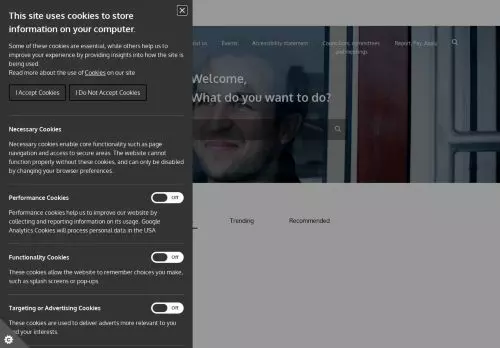 This site uses cookies to store
information on your computer.
Some of these cookies are essential, while others help us to
improve your experience by providing insights into how the site is
being used.
Read more about the use of Cookies on our site
I Accept Cookies
I Do Not Accept Cookies
Necessary Cookies
Necessary cookies enable core functionality such as page
navigation and access to secure areas. The website cannot
function properly without these cookies, and can only be disabled
by changing your browser preferences.
Performance Cookies
Off
Performance cookies help us to improve our website by
collecting and reporting information on its usage. Google
Analytics Cookies will process personal data in the USA
Functionality Cookies
Off
These cookies allow the website to remember choices you make,
such as splash screens or pop-ups
Targeting or Advertising Cookies
Off
These cookies are used to deliver adverts more relevant to you
and your interests.
us
Events
Accessibility statement
Councillors, committees
and meetings
Report, Pay, Apply
Welcome,
What do you want to do?
Trending
Recommended